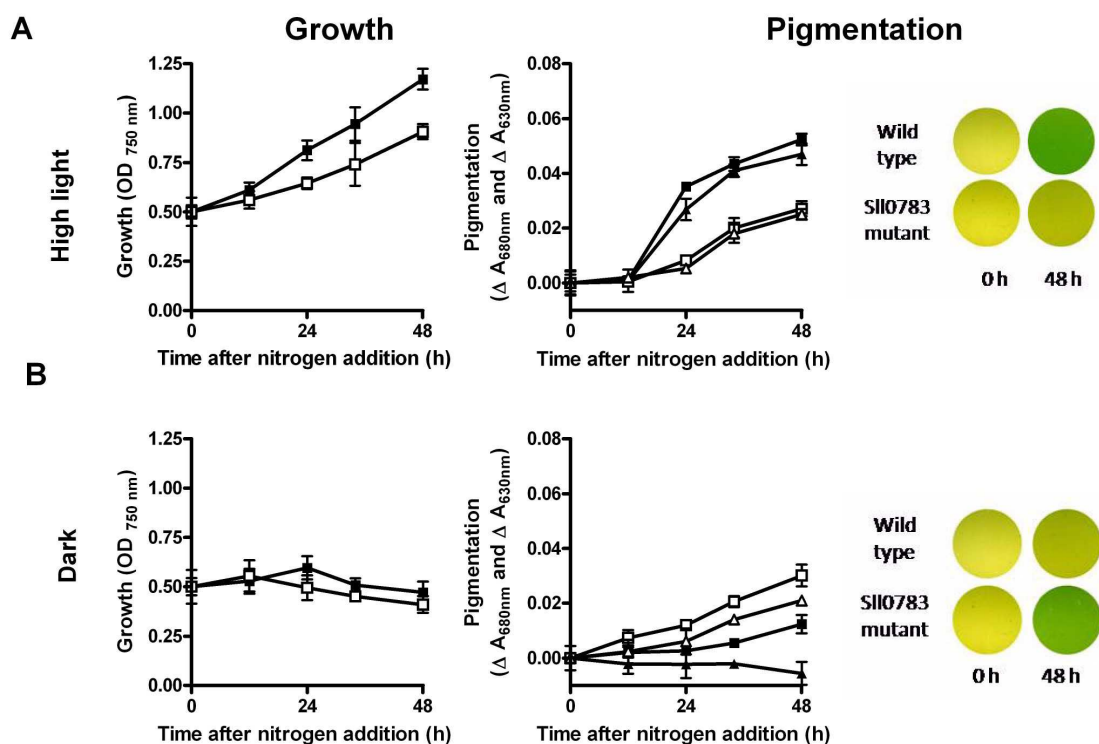 A
Growth
Pigmentation
High light
Growth (OD 750 nm)
1.25
1.00
0.75
0.50
0.25
0.00
0
24
48
Time after nitrogen addition (h)
Pigmentation
(Δ A680nm and Δ A630nm)
0.08
0.06
0.04
0.02
0.00
0
24
48
Time after nitrogen addition (h)
Wild
type
Sll0783
mutant
0 h
48 h
B
Dark
Growth (OD 750 nm)
1.25
1.00
0.75
0.50
0.25
0.00
0
24
48
Time after nitrogen addition (h)
Pigmentation
(Δ A680nm and Δ A630nm)
0.08
0.06
0.04
0.02
0.00
0
24
48
Time after nitrogen addition (h)
Wild
type
Sll0783
mutant
0 h
48 h